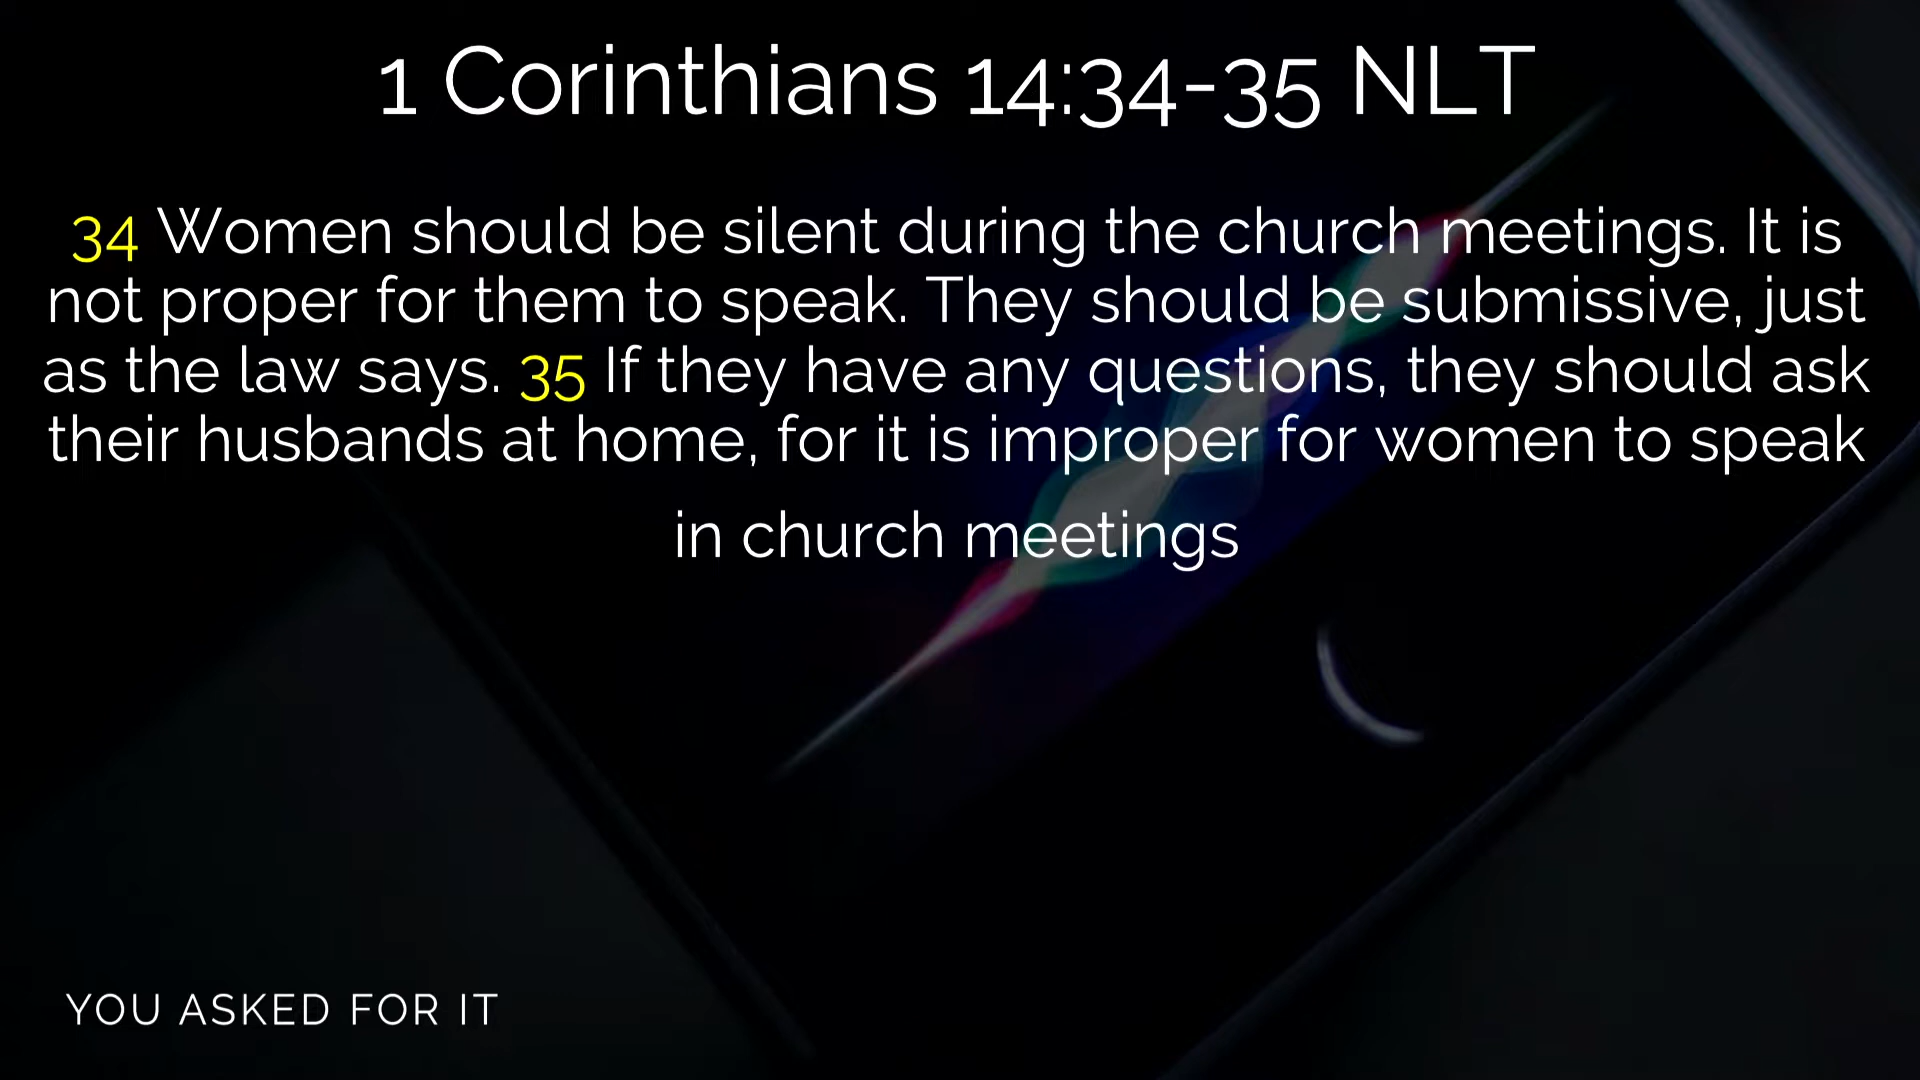 1 Corinthians 14:34-35 NLT
34 Women should be silent during the church meetings. It is
not proper for them to speak. They should be submissive, just
as the law says. 35 If they have any questions, they should ask
their husbands at home, for it is improper for women to speak
in church meetings
YOU ASKED FOR IT